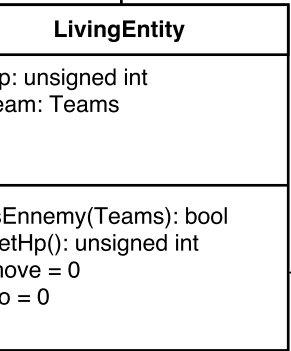 LivingEntity
p: unsigned int
eam: Teams
sEnnemy(Teams): bool
etHp(): unsigned int
nove = 0
o = 0